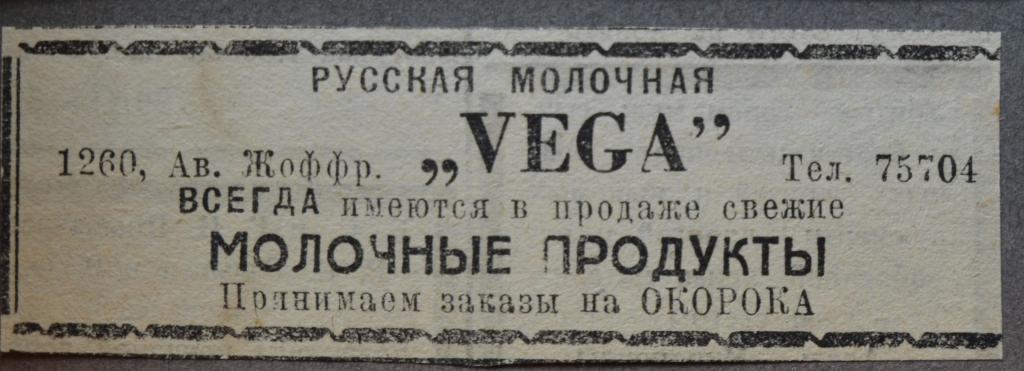 РУССКАЯ МОЛОЧНАЯ
1260, Ав. Жоффр. „VEGA” Тел. 75704
ВСЕГДА имеются в продаже свежие
МОЛОЧНЫЕ ПРОДУКТЫ
Принимаем заказы на ОКОРОКА